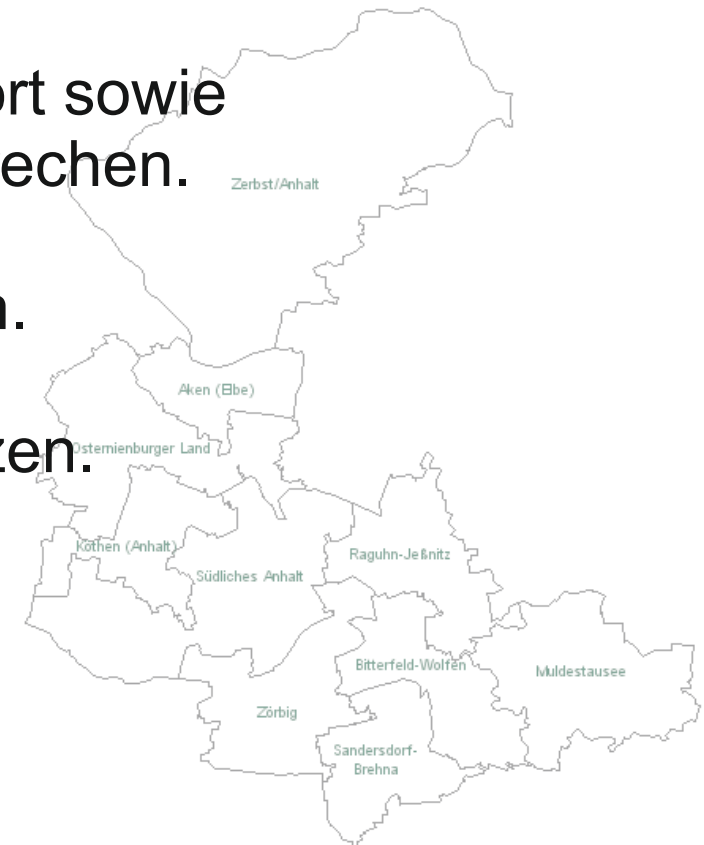 ort sowie
echen.
Zerbst/Anhalt
n.
Aken (Elbe)
Osternienburger Land
zen.
Köthen (Anhalt)
Raguhn-Jeßnitz
Südliches Anhalt
Bitterfeld-Wolfen
Muldestausee
Zörbig
Sandersdorf-
Brehna